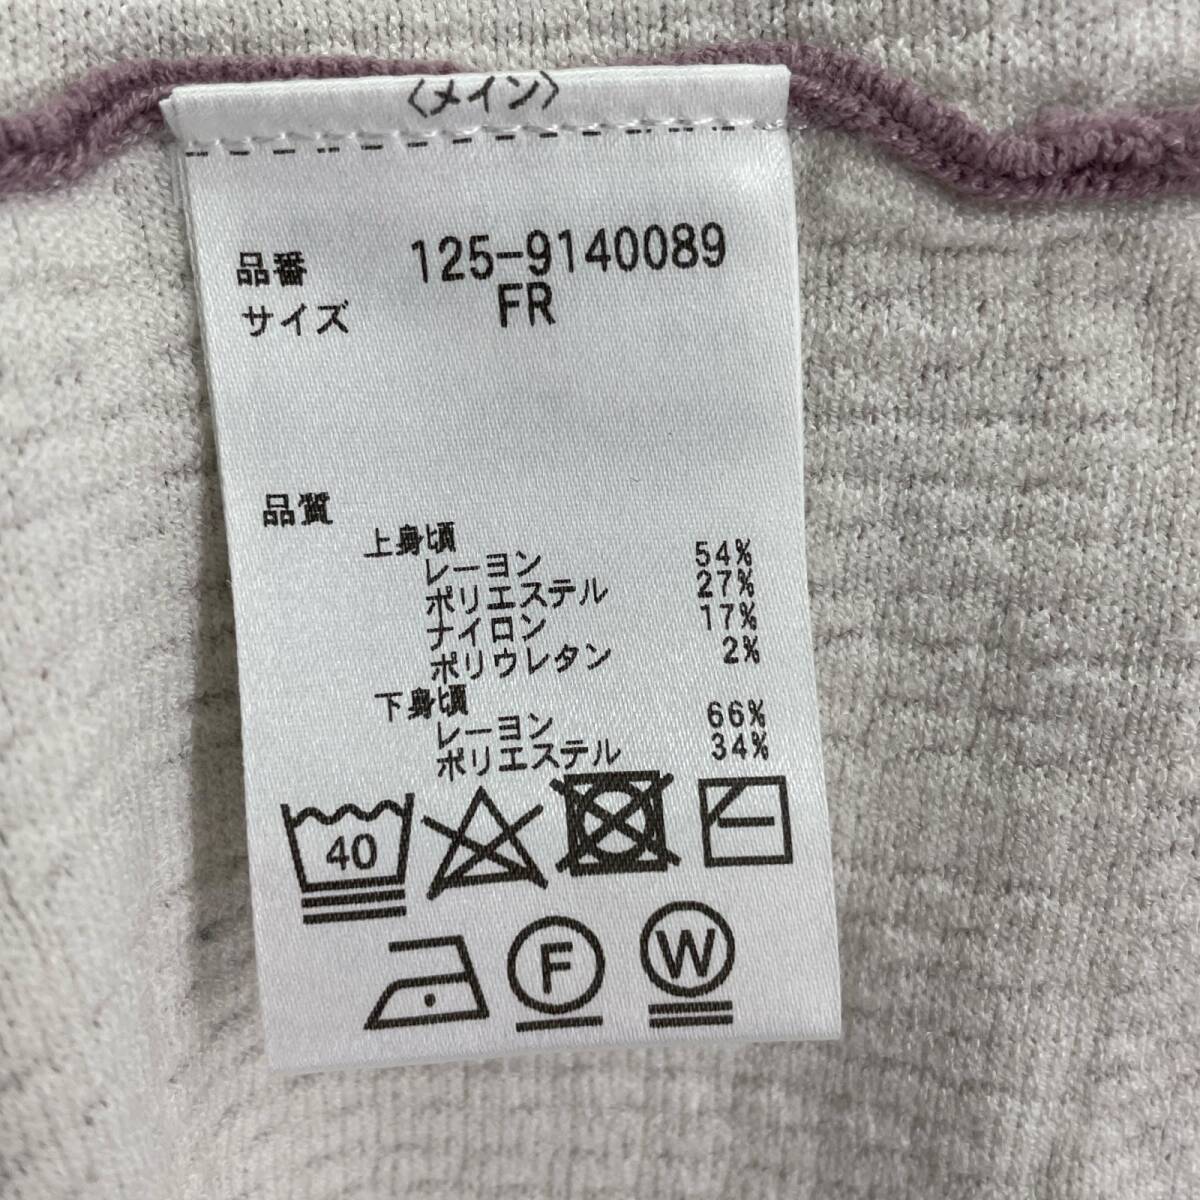 〈メイン〉
品番 125-9140089
サイズ FR
品質
上身頃
レーヨン 54%
ポリエステル 27%
ナイロン 17%
ポリウレタン 2%
下身頃
レーヨン 66%
ポリエステル 34%
40
F W